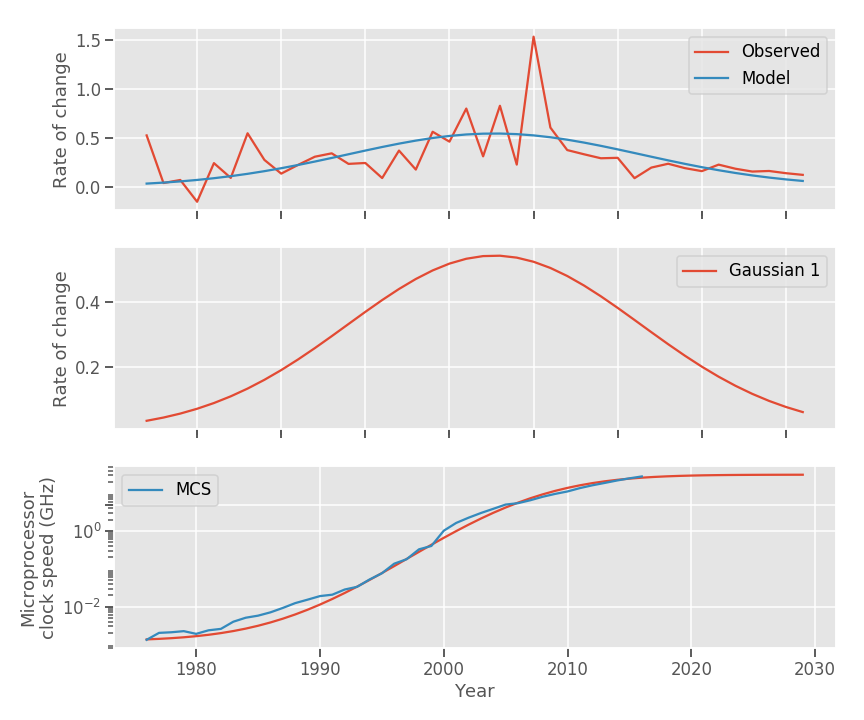 1.5
1.0
0.5
0.0
Rate of change
Observed
Model
0.4
0.2
Rate of change
Gaussian 1
10⁰
10⁻²
Microprocessor
clock speed (GHz)
MCS
1980 1990 2000 2010 2020 2030
Year